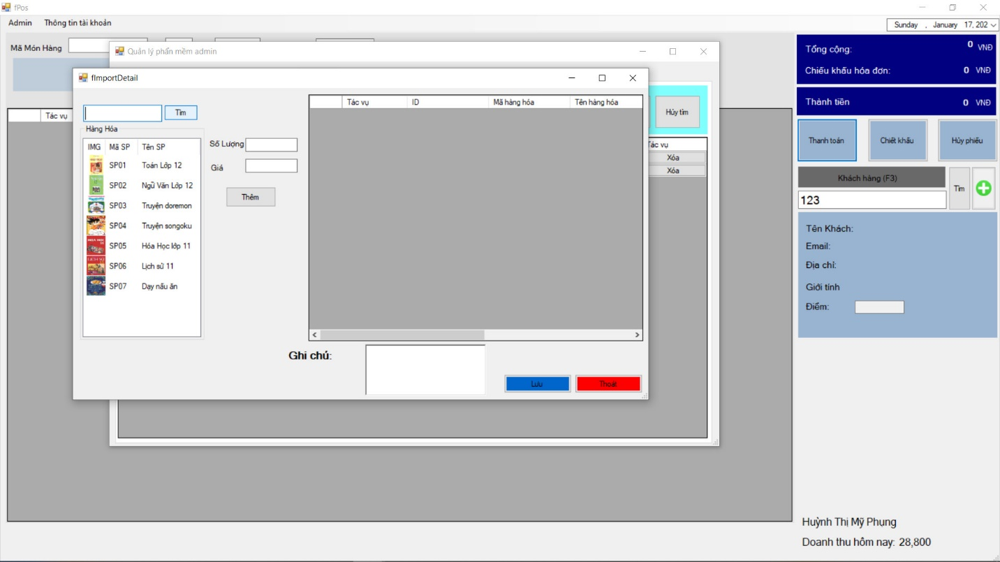 fPos
Admin Thông tin tài khoản
Sunday , January 17, 202
Mã Món Hàng
Tác vụ
Quản lý phẩn mềm admin
Hủy tìm
Tác vụ
Xóa
Xóa
fImportDetail
Tìm
Hàng Hóa
IMG Mã SP Tên SP
SP01 Toán Lớp 12
SP02 Ngữ Văn Lớp 12
SP03 Truyện doremon
SP04 Truyện songoku
SP05 Hóa Học lớp 11
SP06 Lịch sử 11
SP07 Dạy nấu ăn
Số Lượng
Giá
Thêm
Tác vụ ID Mã hàng hóa Tên hàng hóa
Ghi chú:
Lưu Thoát
Tổng cộng: 0 VNĐ
Chiếu khấu hóa đơn: 0 VNĐ
Thành tiền 0 VNĐ
Thanh toán Chiết khấu Hủy phiếu
Khách hàng (F3)
123
Tìm
Tên Khách:
Email:
Địa chỉ:
Giới tính
Điểm:
Huỳnh Thị Mỹ Phụng
Doanh thu hôm nay: 28,800